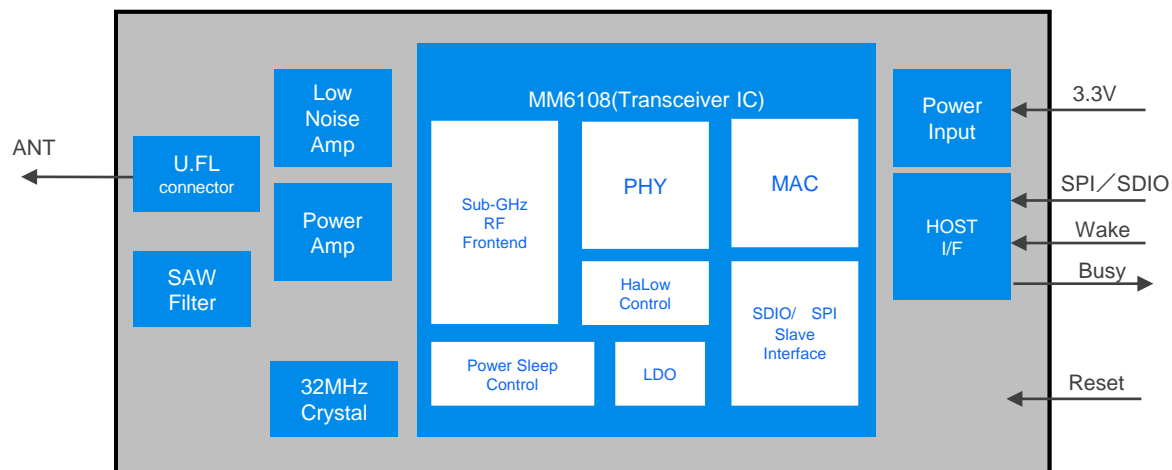 ANT
U.FL
connector
SAW
Filter
Low
Noise
Amp
Power
Amp
32MHz
Crystal
MM6108(Transceiver IC)
Sub-GHz
RF
Frontend
PHY
MAC
HaLow
Control
SDIO/ SPI
Slave
Interface
Power Sleep
Control
LDO
Power
Input
HOST
I/F
3.3V
SPI／SDIO
Wake
Busy
Reset